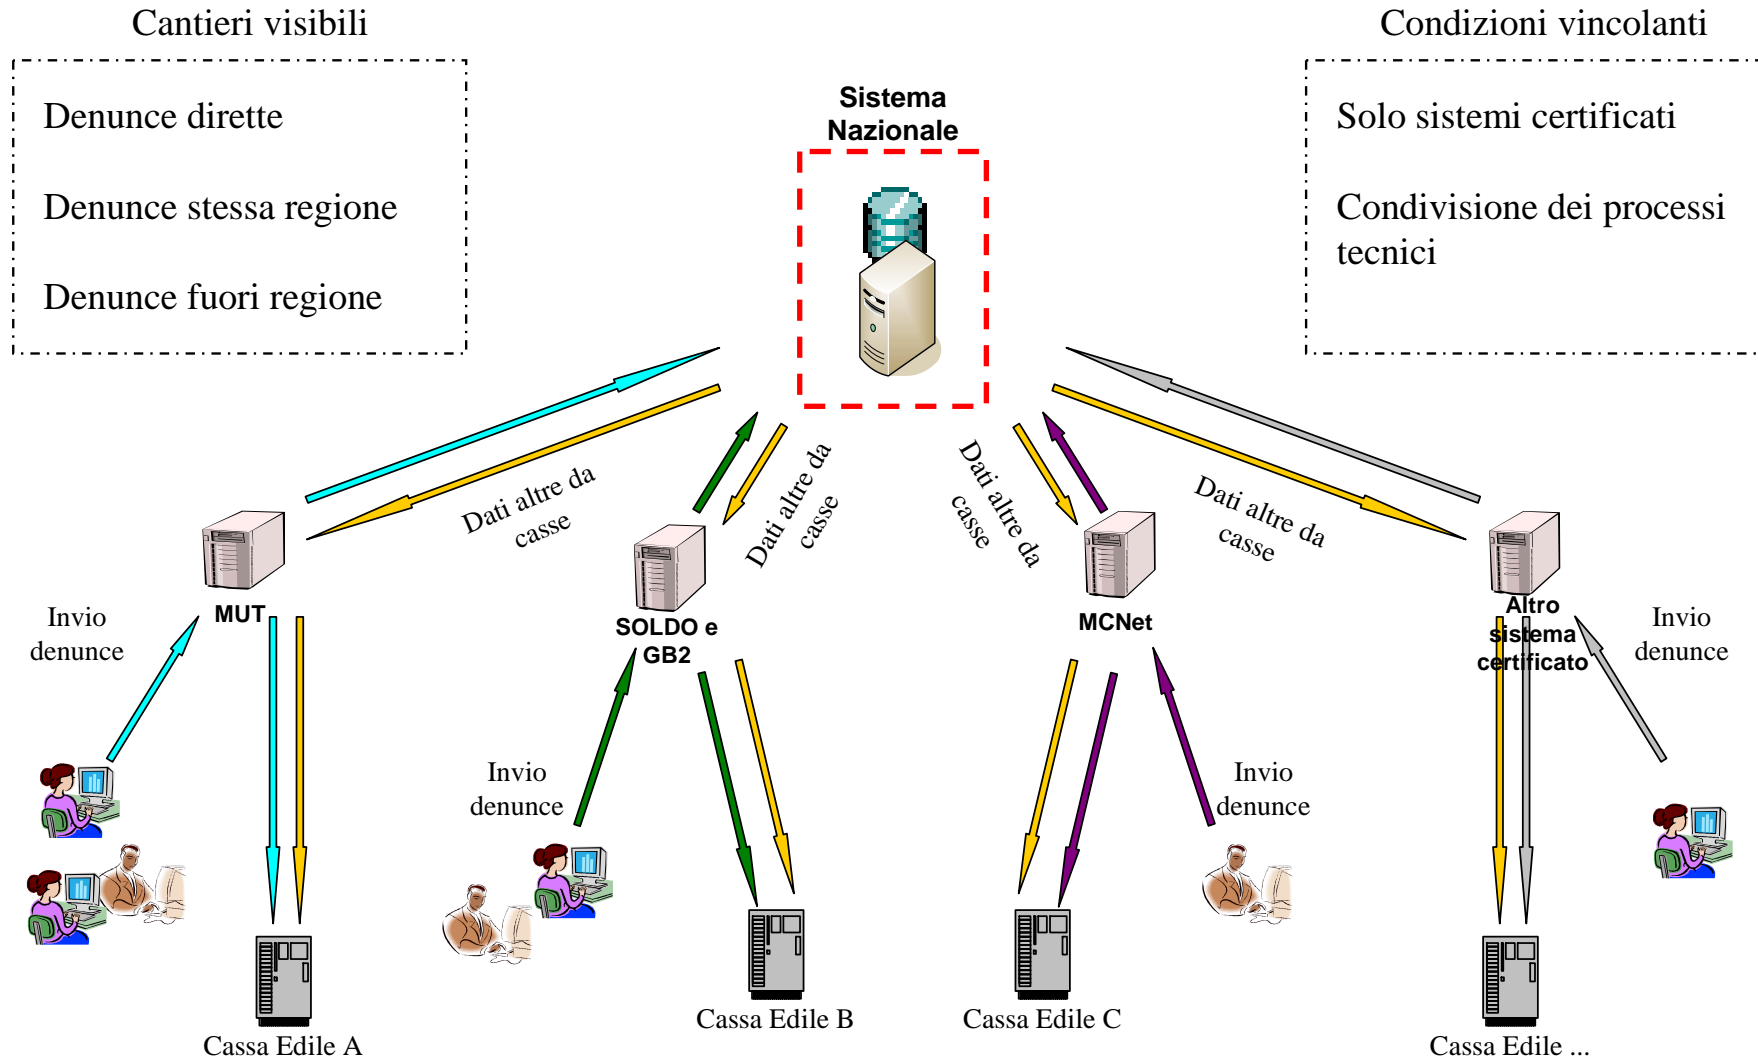 Cantieri visibili
Condizioni vincolanti
Denunce dirette
Denunce stessa regione
Denunce fuori regione
Sistema
Nazionale
Solo sistemi certificati
Condivisione dei processi
tecnici
Dati altre da
casse
Dati altre da
casse
Dati altre da
casse
Dati altre da
casse
MUT
SOLDO e
GB2
MCNet
Altro
sistema
certificato
Invio
denunce
Invio
denunce
Invio
denunce
Invio
denunce
Cassa Edile A
Cassa Edile B
Cassa Edile C
Cassa Edile ...